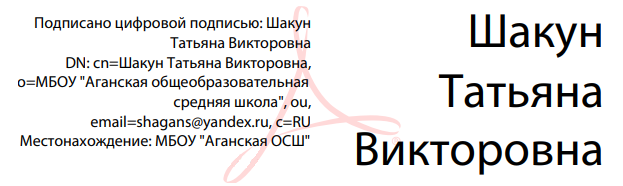 Подписано цифровой подписью: Шакун
Татьяна Викторовна
DN: cn=Шакун Татьяна Викторовна,
o=МБОУ "Аганская общеобразовательная
средняя школа", ou,
email=shagans@yandex.ru, c=RU
Местонахождение: МБОУ "Аганская ОСШ"
Шакун
Татьяна
Викторовна